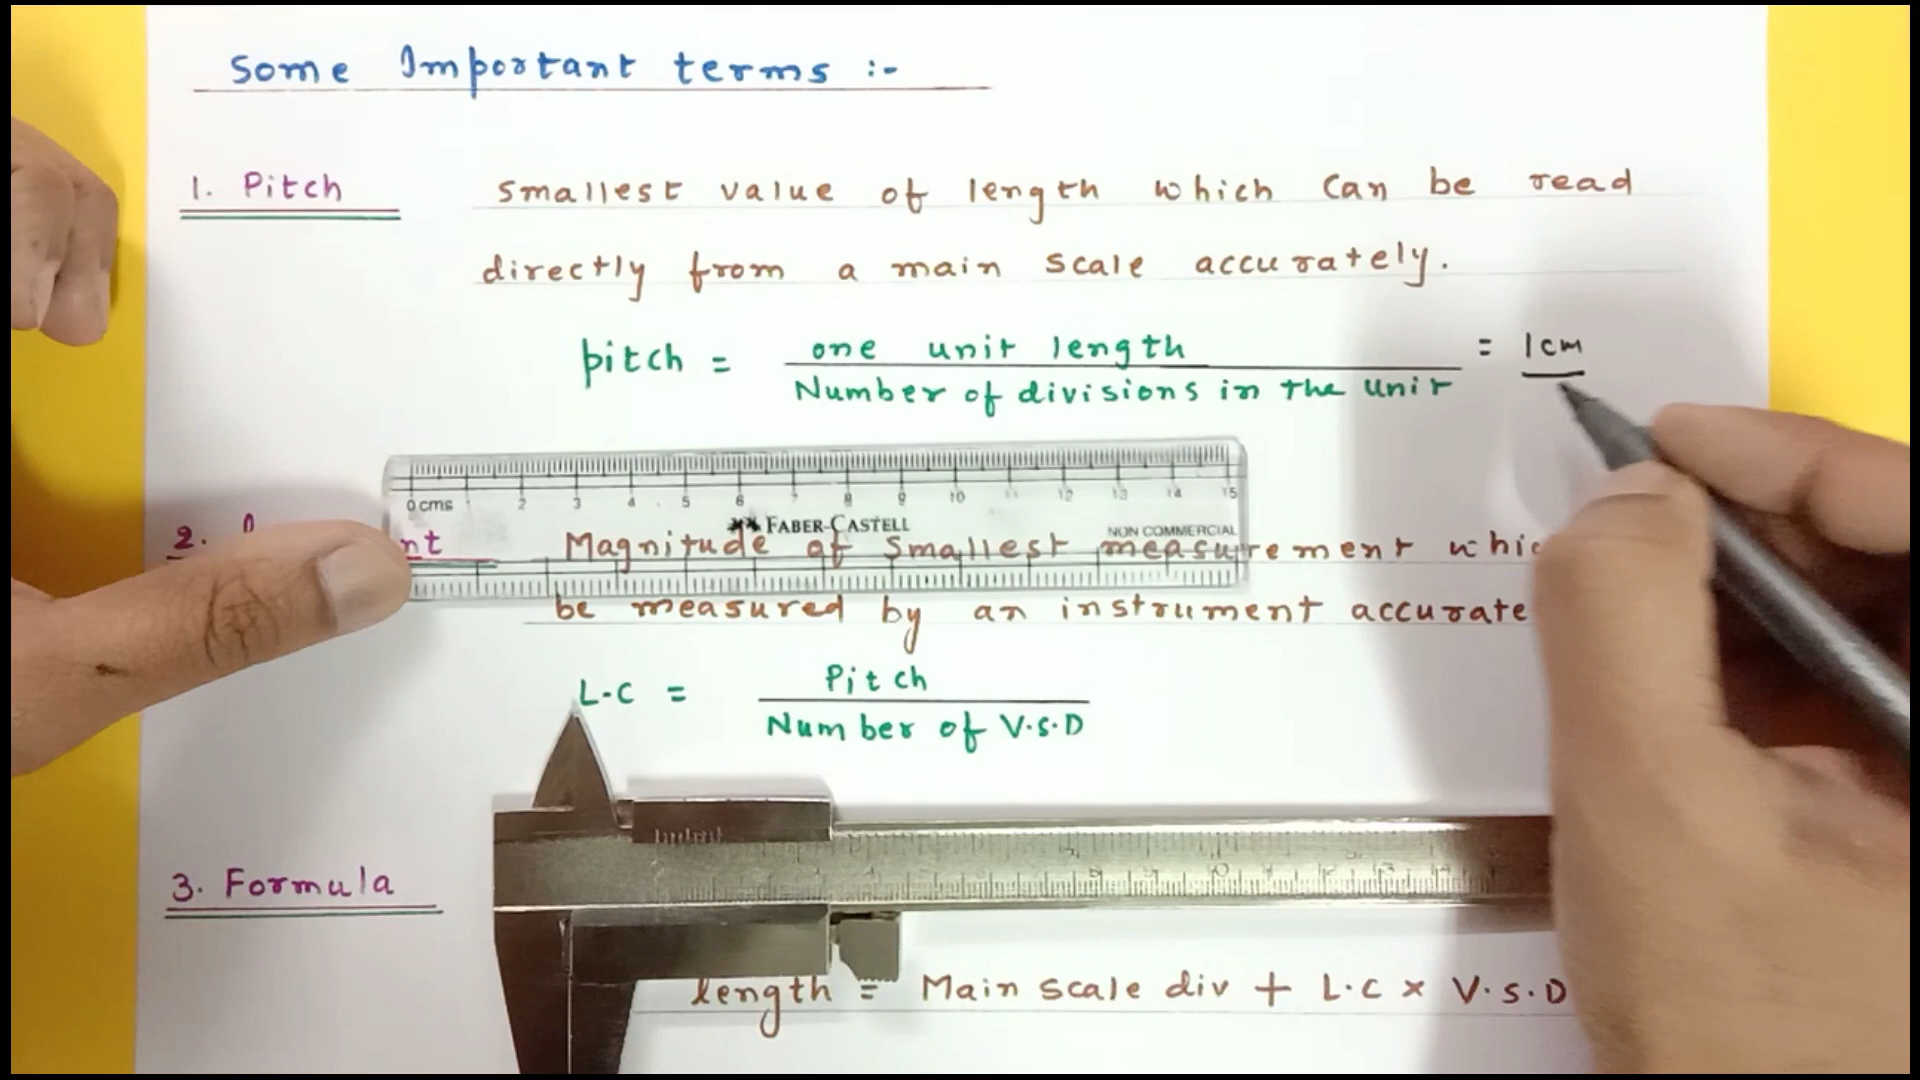 Some Important terms :-
1. Pitch
Smallest value of length which can be read
directly from a main scale accurately.
pitch = one unit length
Number of divisions in the unit
= 1cm
0 cms 2 3 4 5 6 7 8 9 10 11 12 13 14 15
FABER-CASTELL
NON COMMERCIAL
2.
Magnitude of smallest measurement
be measured by an instrument accurate
L.C = Pitch
Number of V.S.D
3. Formula
length = Main scale div + L.C x V.S.D